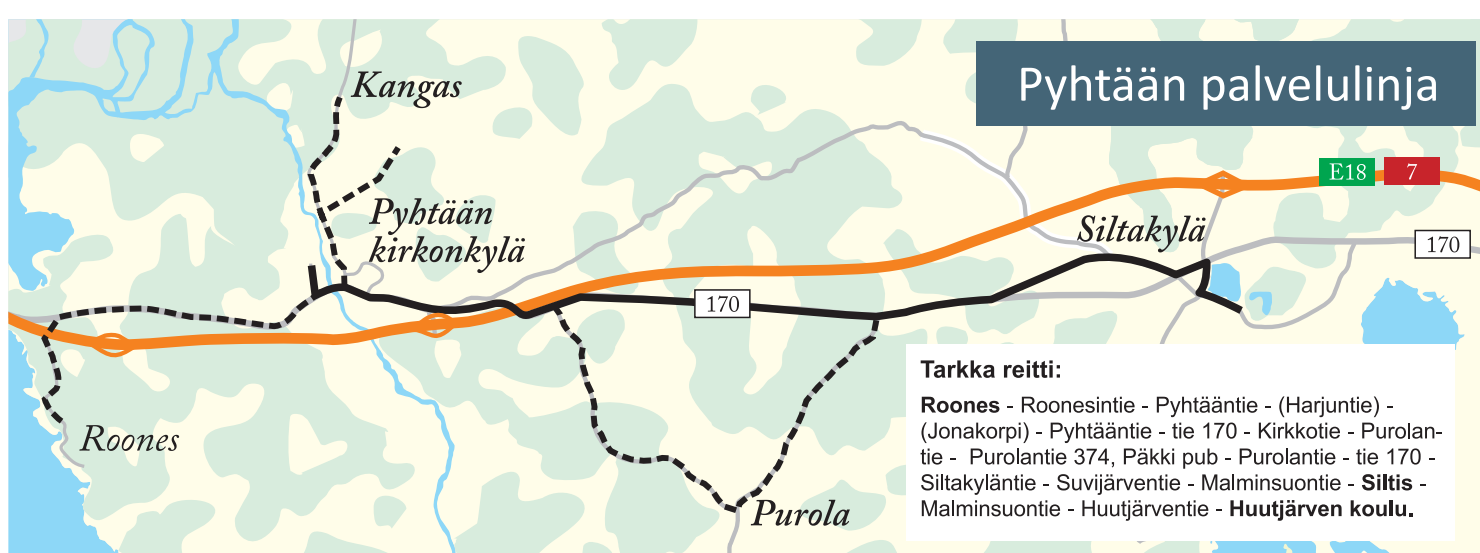 Pyhtään palvelulinja
Kangas
E18
7
Pyhtään
kirkonkylä
Siltakylä
170
170
Tarkka reitti:
Roones - Roonesintie - Pyhtääntie - (Harjuntie) -
(Jonakorpi) - Pyhtääntie - tie 170 - Kirkkotie - Purolan-
tie - Purolantie 374, Päkki pub - Purolantie - tie 170 -
Siltakyläntie - Suvijärventie - Malminsuontie - Siltis -
Malminsuontie - Huutjärventie - Huutjärven koulu.
Roones
Purola